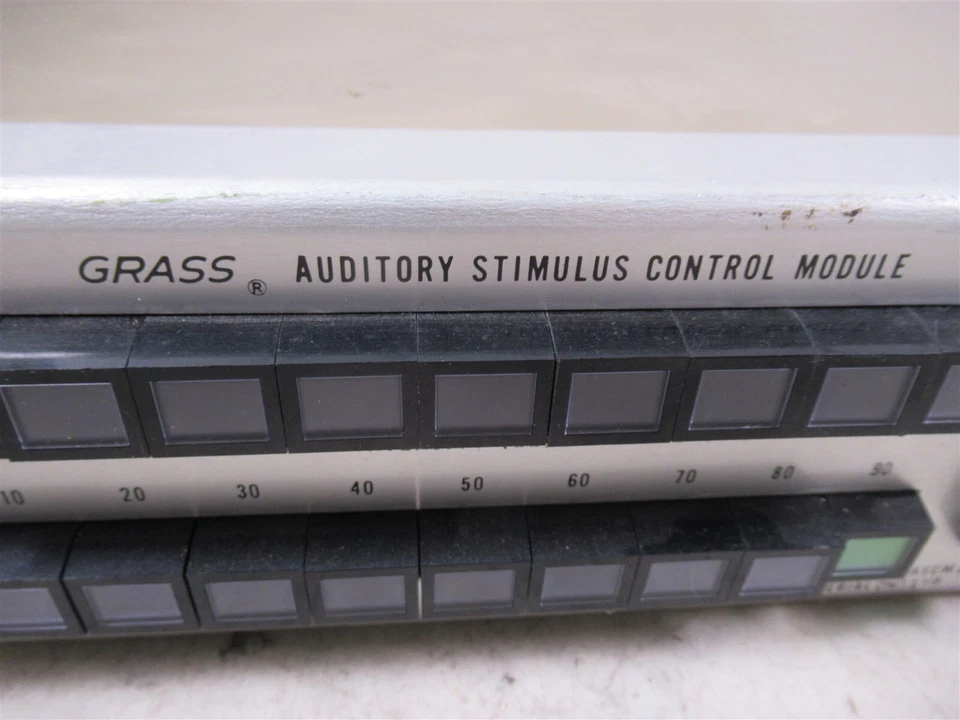 GRASS ® AUDITORY STIMULUS CONTROL MODULE
10 20 30 40 50 60 70 80 90